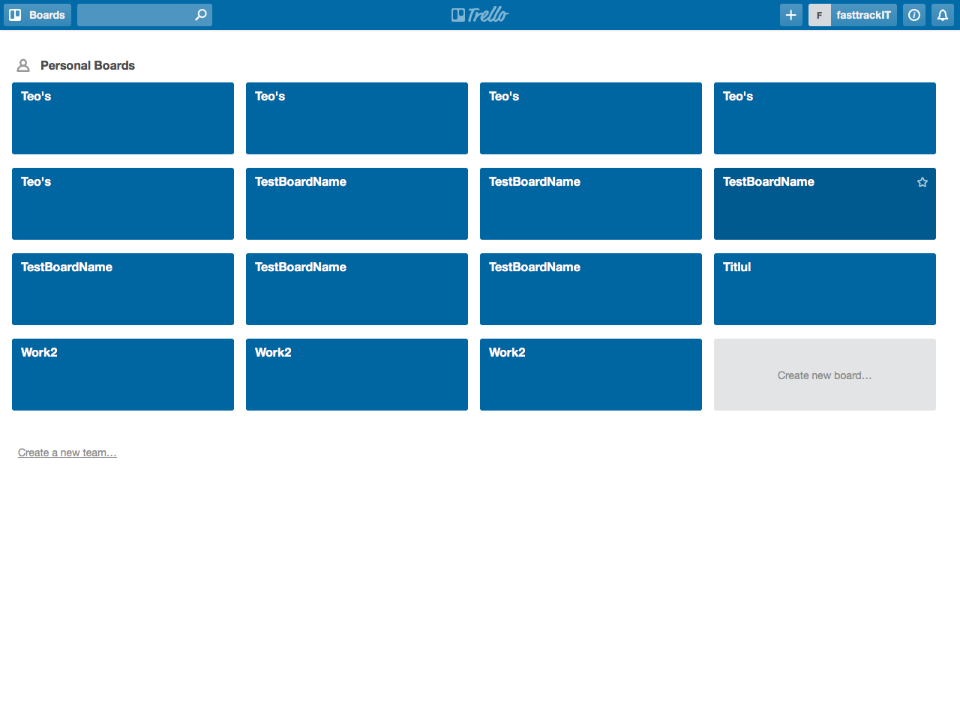 Boards
Trello
F fasttrackIT
Personal Boards
Teo's
Teo's
Teo's
Teo's
Teo's
TestBoardName
TestBoardName
TestBoardName
TestBoardName
TestBoardName
TestBoardName
Titlul
Work2
Work2
Work2
Create new board…
Create a new team…